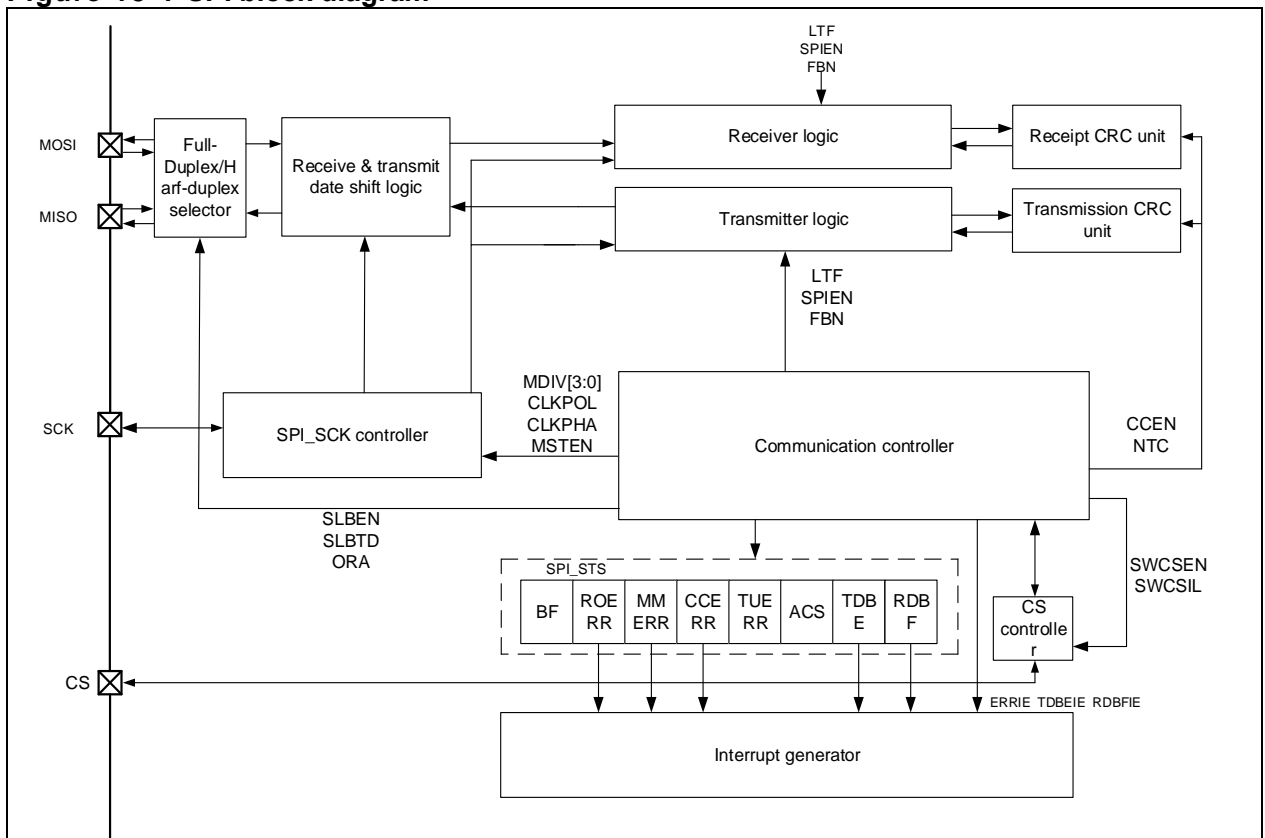 LTF
SPIEN
FBN
MOSI
MISO
Full-
Duplex/H
arf-duplex
selector
Receive & transmit
date shift logic
Receiver logic
Receipt CRC unit
Transmitter logic
Transmission CRC
unit
LTF
SPIEN
FBN
SCK
SPI_SCK controller
MDIV[3:0]
CLKPOL
CLKPHA
MSTEN
Communication controller
CCEN
NTC
SLBEN
SLBTD
ORA
SPI_STS
BF
ROE
RR
MM
ERR
CCE
RR
TUE
RR
ACS
TDB
E
RDB
F
CS
controlle
r
SWCSEN
SWCSIL
CS
ERRIE TDBEIE RDBFIE
Interrupt generator